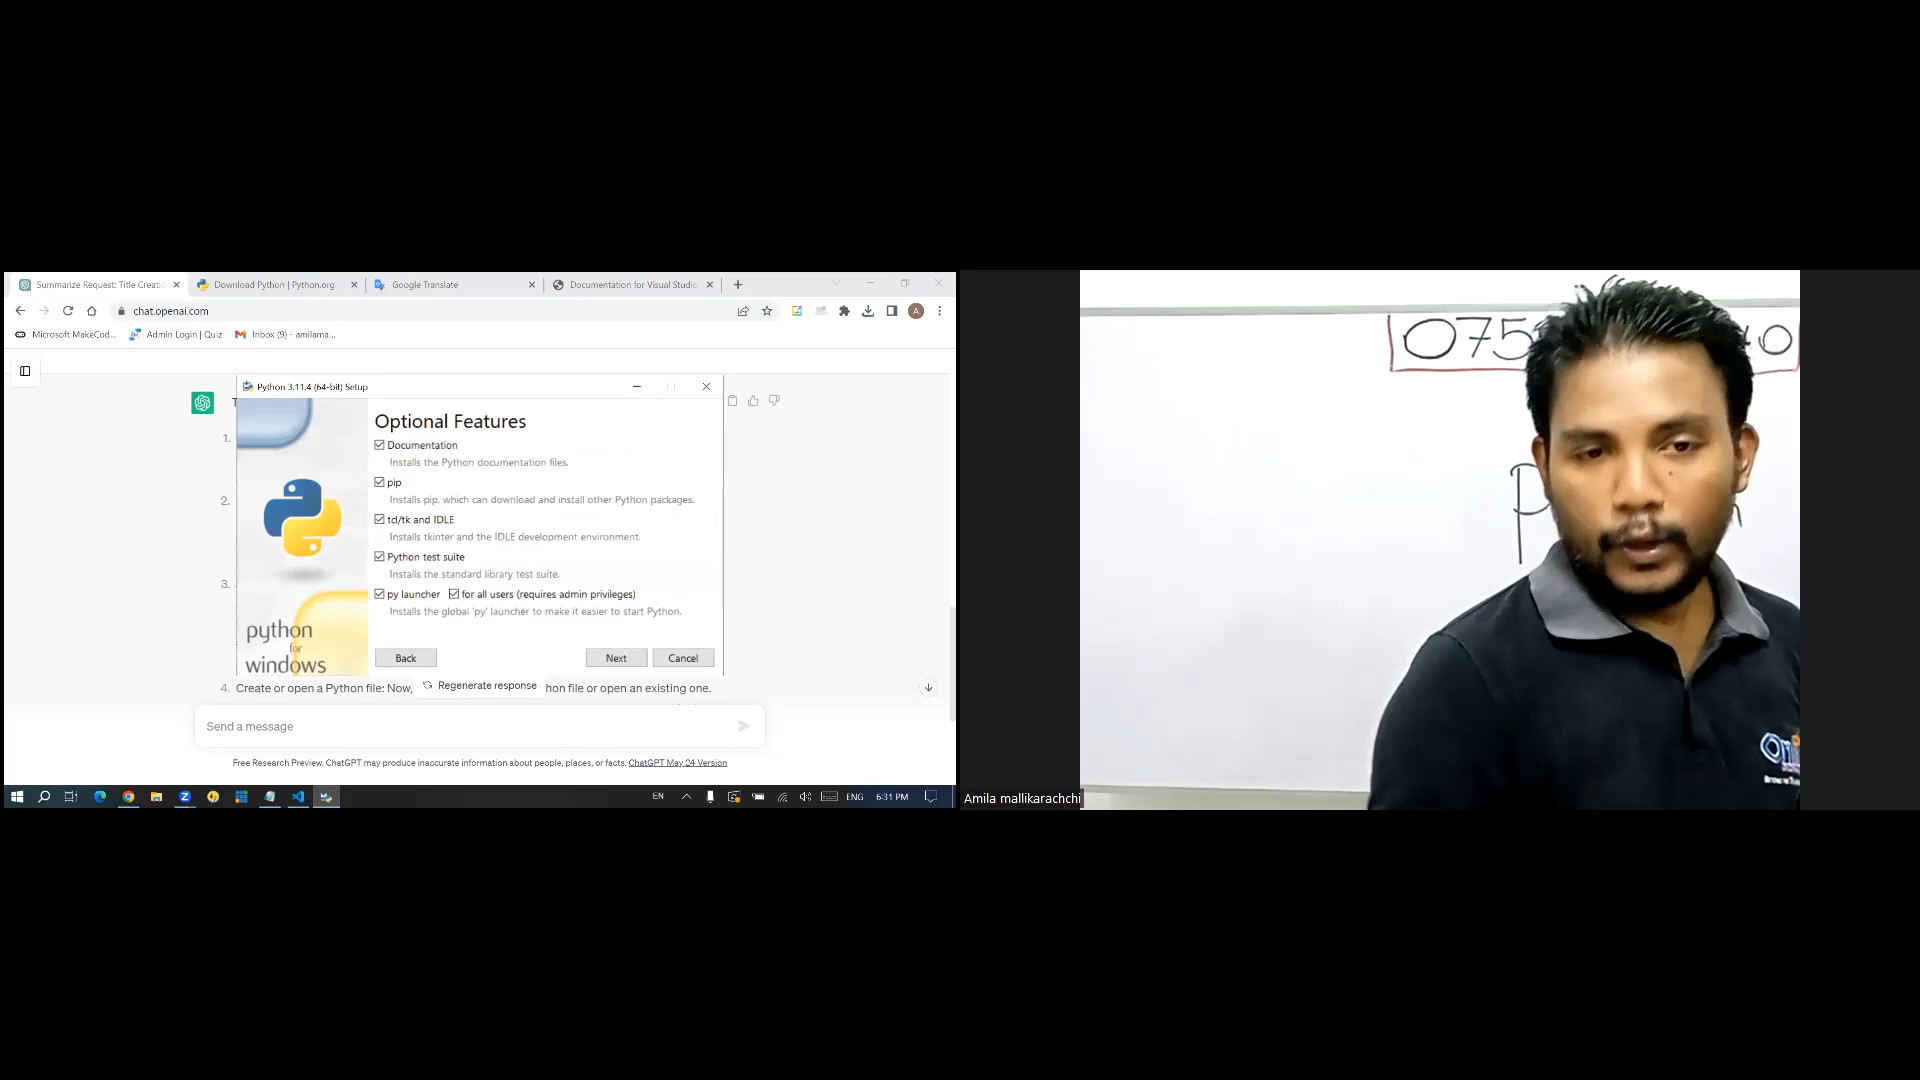 Summarize Request: Title Creatio
Download Python | Python.org
Google Translate
Documentation for Visual Studio
chat.openai.com
Microsoft MakeCod...
Admin Login | Quiz
Inbox (9) - amilama...
Python 3.11.4 (64-bit) Setup
Optional Features
Documentation
Installs the Python documentation files.
pip
Installs pip, which can download and install other Python packages.
tcl/tk and IDLE
Installs tkinter and the IDLE development environment.
Python test suite
Installs the standard library test suite.
py launcher for all users (requires admin privileges)
Installs the global 'py' launcher to make it easier to start Python.
python
for
windows
Back Next Cancel
1.
2.
3.
4. Create or open a Python file: Now, hon file or open an existing one.
Regenerate response
Send a message
Free Research Preview. ChatGPT may produce inaccurate information about people, places, or facts. ChatGPT May 24 Version
EN
ENG
6:31 PM
075
0
P
Amila mallikarachchi